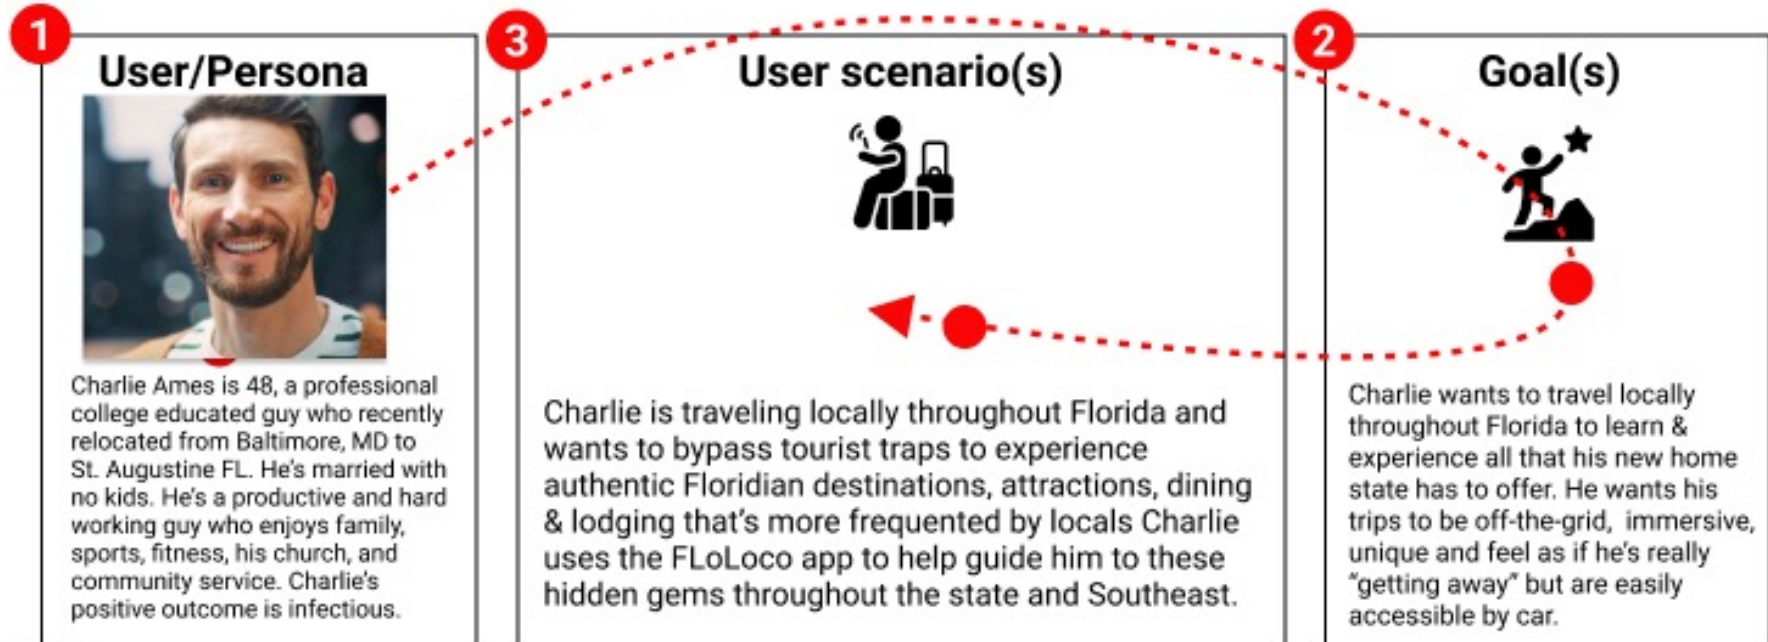 1
User/Persona
Charlie Ames is 48, a professional
college educated guy who recently
relocated from Baltimore, MD to
St. Augustine FL. He's married with
no kids. He's a productive and hard
working guy who enjoys family,
sports, fitness, his church, and
community service. Charlie's
positive outcome is infectious.
3
User scenario(s)
Charlie is traveling locally throughout Florida and
wants to bypass tourist traps to experience
authentic Floridian destinations, attractions, dining
& lodging that's more frequented by locals Charlie
uses the FLoLoco app to help guide him to these
hidden gems throughout the state and Southeast.
2
Goal(s)
Charlie wants to travel locally
throughout Florida to learn &
experience all that his new home
state has to offer. He wants his
trips to be off-the-grid, immersive,
unique and feel as if he's really
"getting away" but are easily
accessible by car.